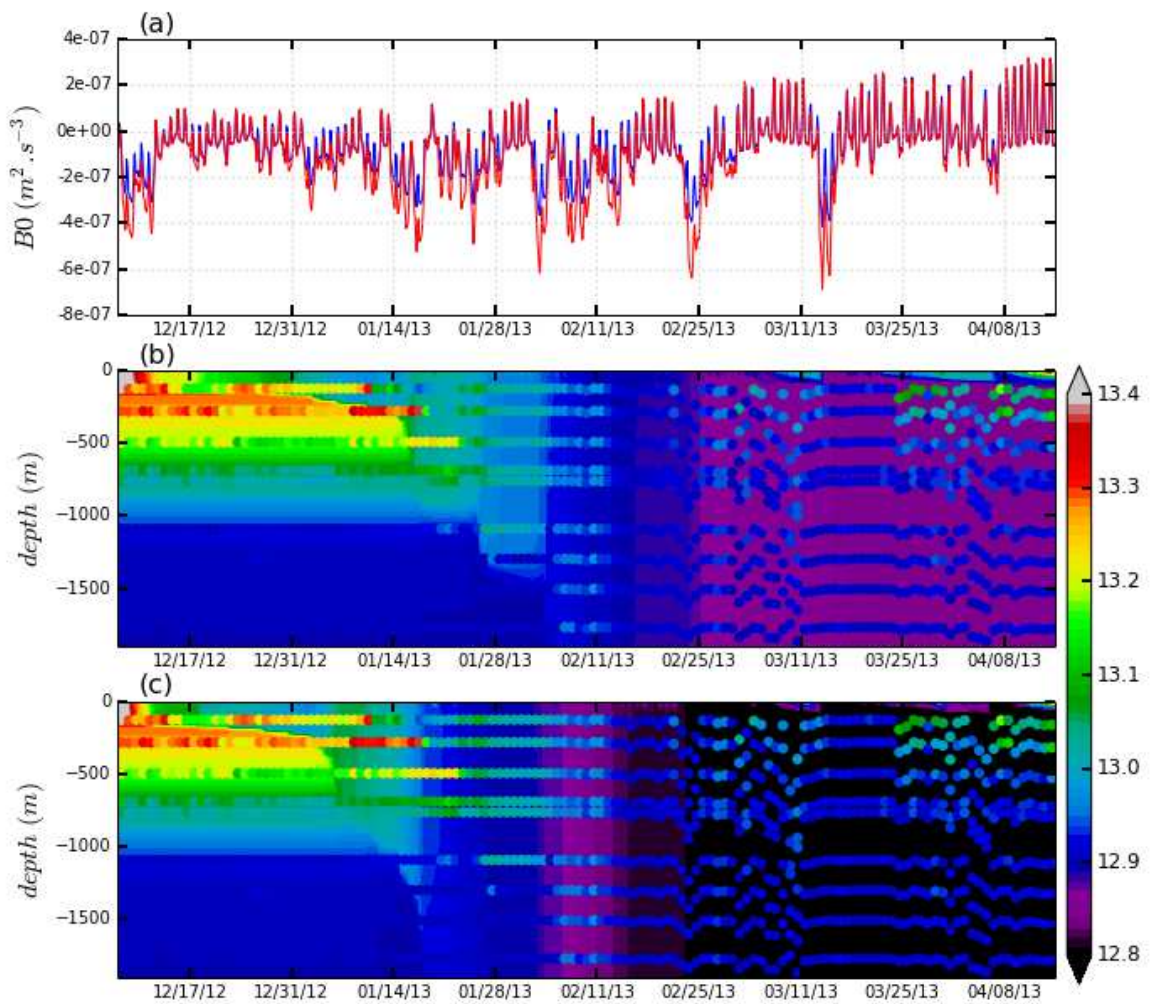 (a)
4e-07
2e-07
0e+00
−2e-07
−4e-07
−6e-07
−8e-07
B0 (m².s⁻³)
12/17/12 12/31/12 01/14/13 01/28/13 02/11/13 02/25/13 03/11/13 03/25/13 04/08/13
(b)
0
−500
−1000
−1500
depth (m)
12/17/12 12/31/12 01/14/13 01/28/13 02/11/13 02/25/13 03/11/13 03/25/13 04/08/13
(c)
0
−500
−1000
−1500
depth (m)
12/17/12 12/31/12 01/14/13 01/28/13 02/11/13 02/25/13 03/11/13 03/25/13 04/08/13
13.4
13.3
13.2
13.1
13.0
12.9
12.8